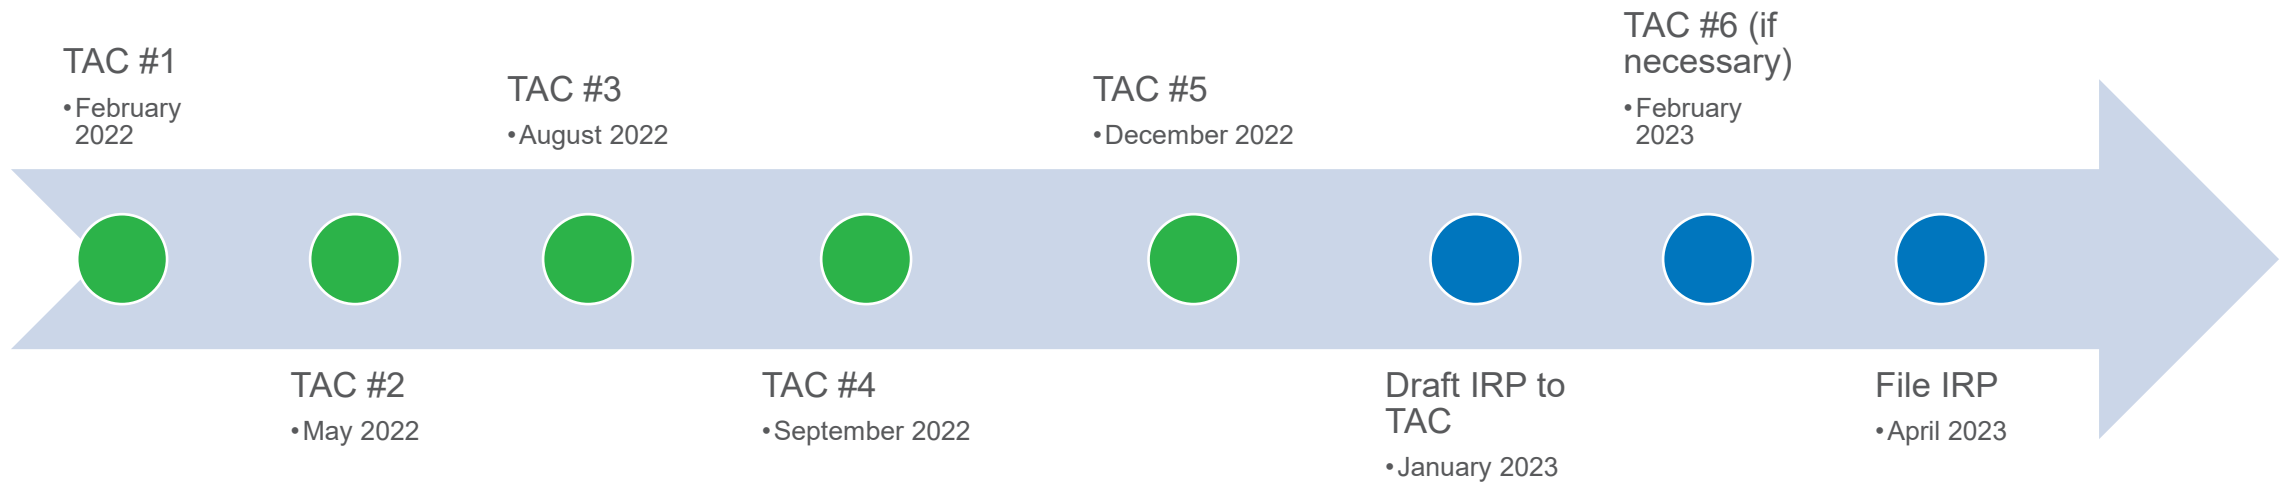 TAC #1
•February
2022
TAC #2
•May 2022
TAC #3
•August 2022
TAC #4
•September 2022
TAC #5
•December 2022
Draft IRP to
TAC
•January 2023
TAC #6 (if
necessary)
•February
2023
File IRP
•April 2023